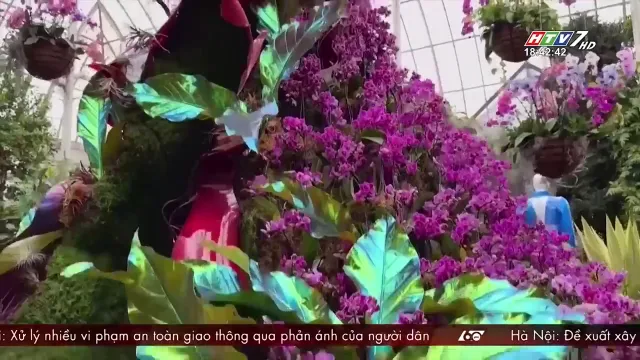 HTV7 HD
18:42:42
i: Xử lý nhiều vi phạm an toàn giao thông qua phản ánh của người dân 60 Hà Nội: Đề xuất xây